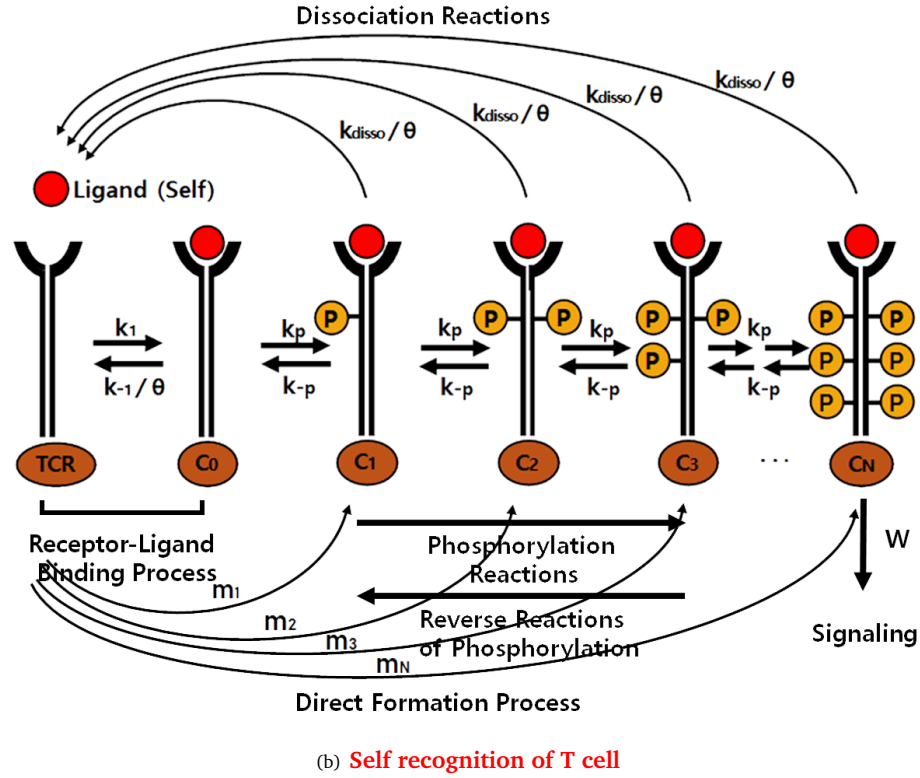 Dissociation Reactions
kdisso/ θ
kdisso/ θ
kdisso/ θ
kdisso/ θ
Ligand (Self)
P
P
P
P
P
P
P
P
P
P
P
P
k1
k-1/ θ
kp
k-p
kp
k-p
kp
k-p
kp
k-p
TCR
C0
C1
C2
C3
...
CN
Receptor-Ligand
Binding Process
Phosphorylation
Reactions
Reverse Reactions
of Phosphorylation
W
Signaling
m1
m2
m3
mN
Direct Formation Process
(b) Self recognition of T cell